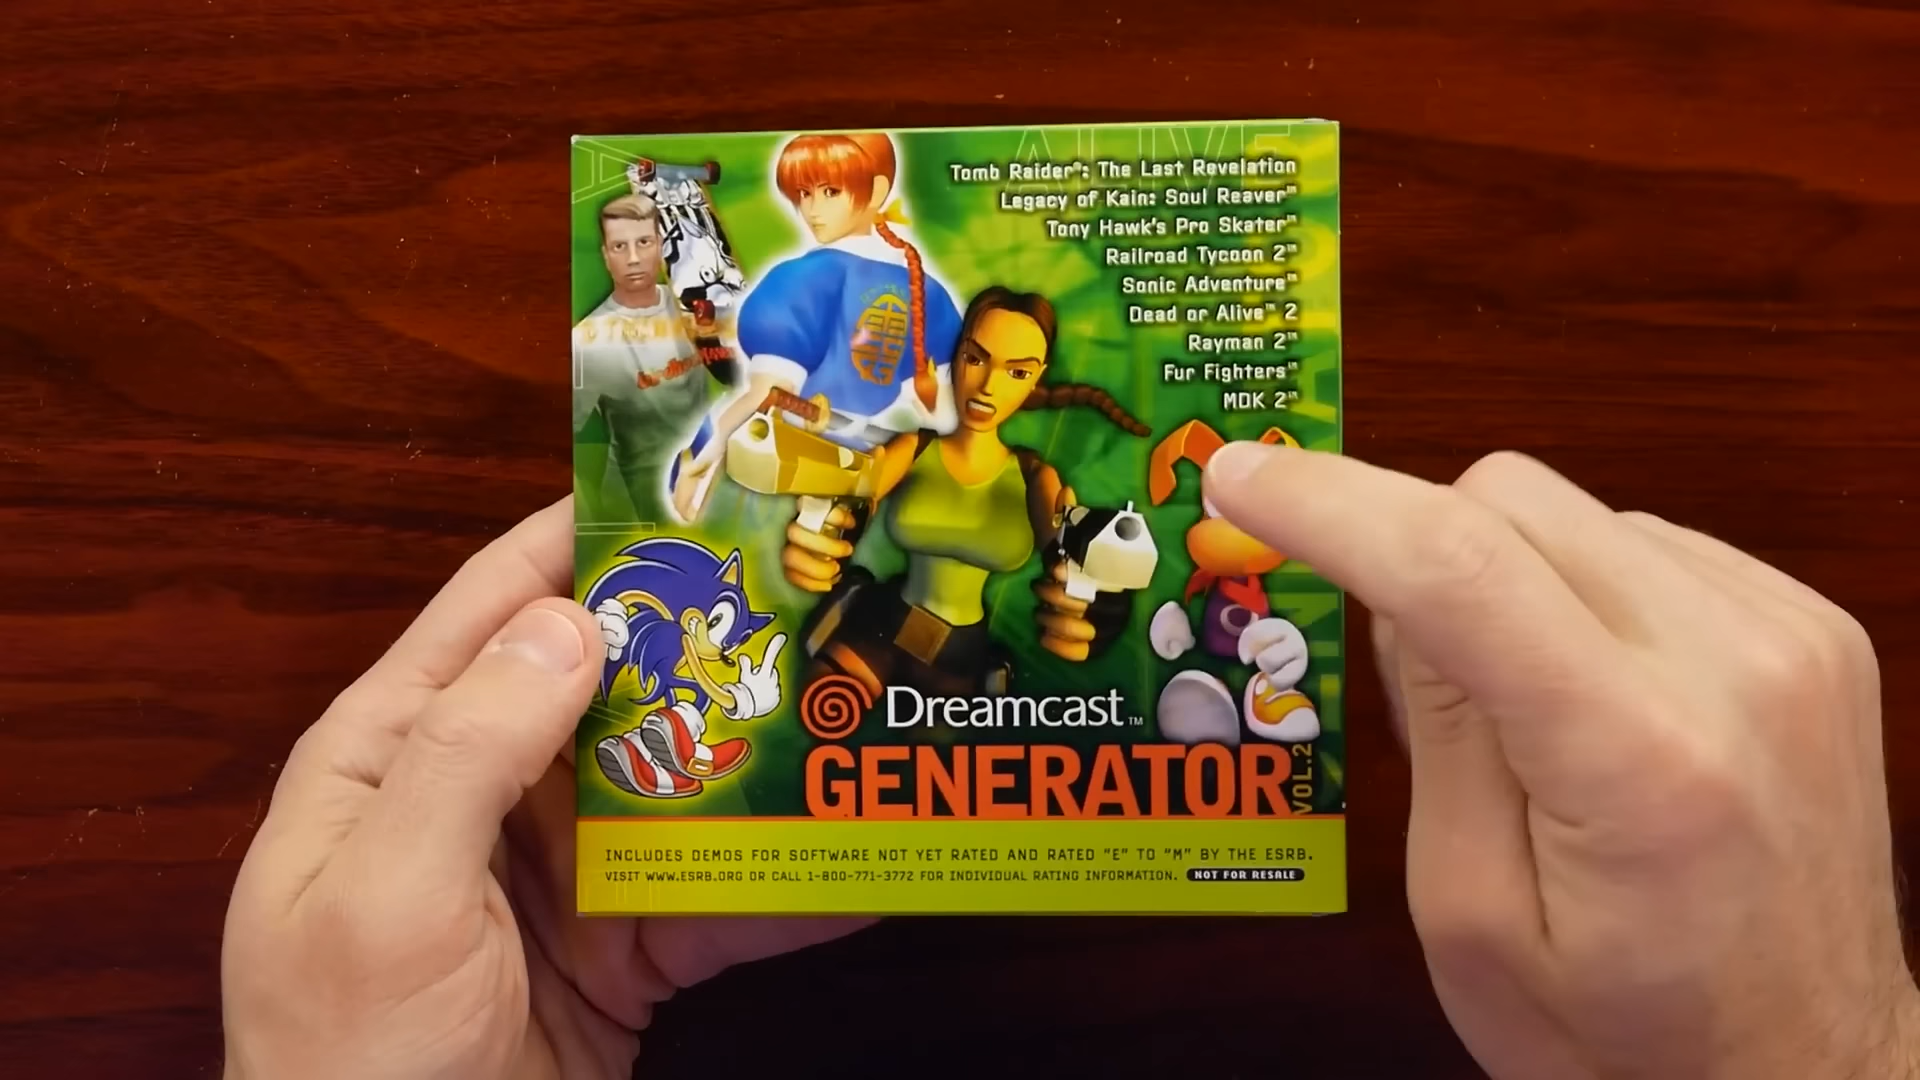 Tomb Raider®: The Last Revelation
Legacy of Kain: Soul Reaver™
Tony Hawk's Pro Skater™
Railroad Tycoon 2™
Sonic Adventure™
Dead or Alive™ 2
Rayman 2™
Fur Fighters™
MDK 2™
Dreamcast™
GENERATOR
VOL.2
INCLUDES DEMOS FOR SOFTWARE NOT YET RATED AND RATED "E" TO "M" BY THE ESRB.
VISIT WWW.ESRB.ORG OR CALL 1-800-771-3772 FOR INDIVIDUAL RATING INFORMATION. NOT FOR RESALE